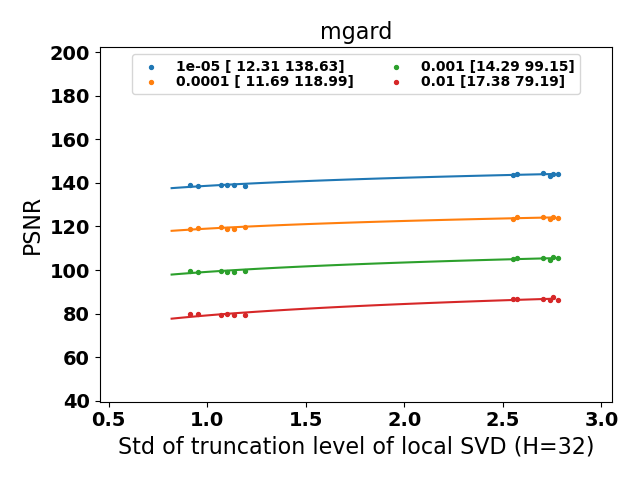 mgard
1e-05 [ 12.31 138.63]
0.0001 [ 11.69 118.99]
0.001 [14.29 99.15]
0.01 [17.38 79.19]
PSNR
200
180
160
140
120
100
80
60
40
0.5 1.0 1.5 2.0 2.5 3.0
Std of truncation level of local SVD (H=32)